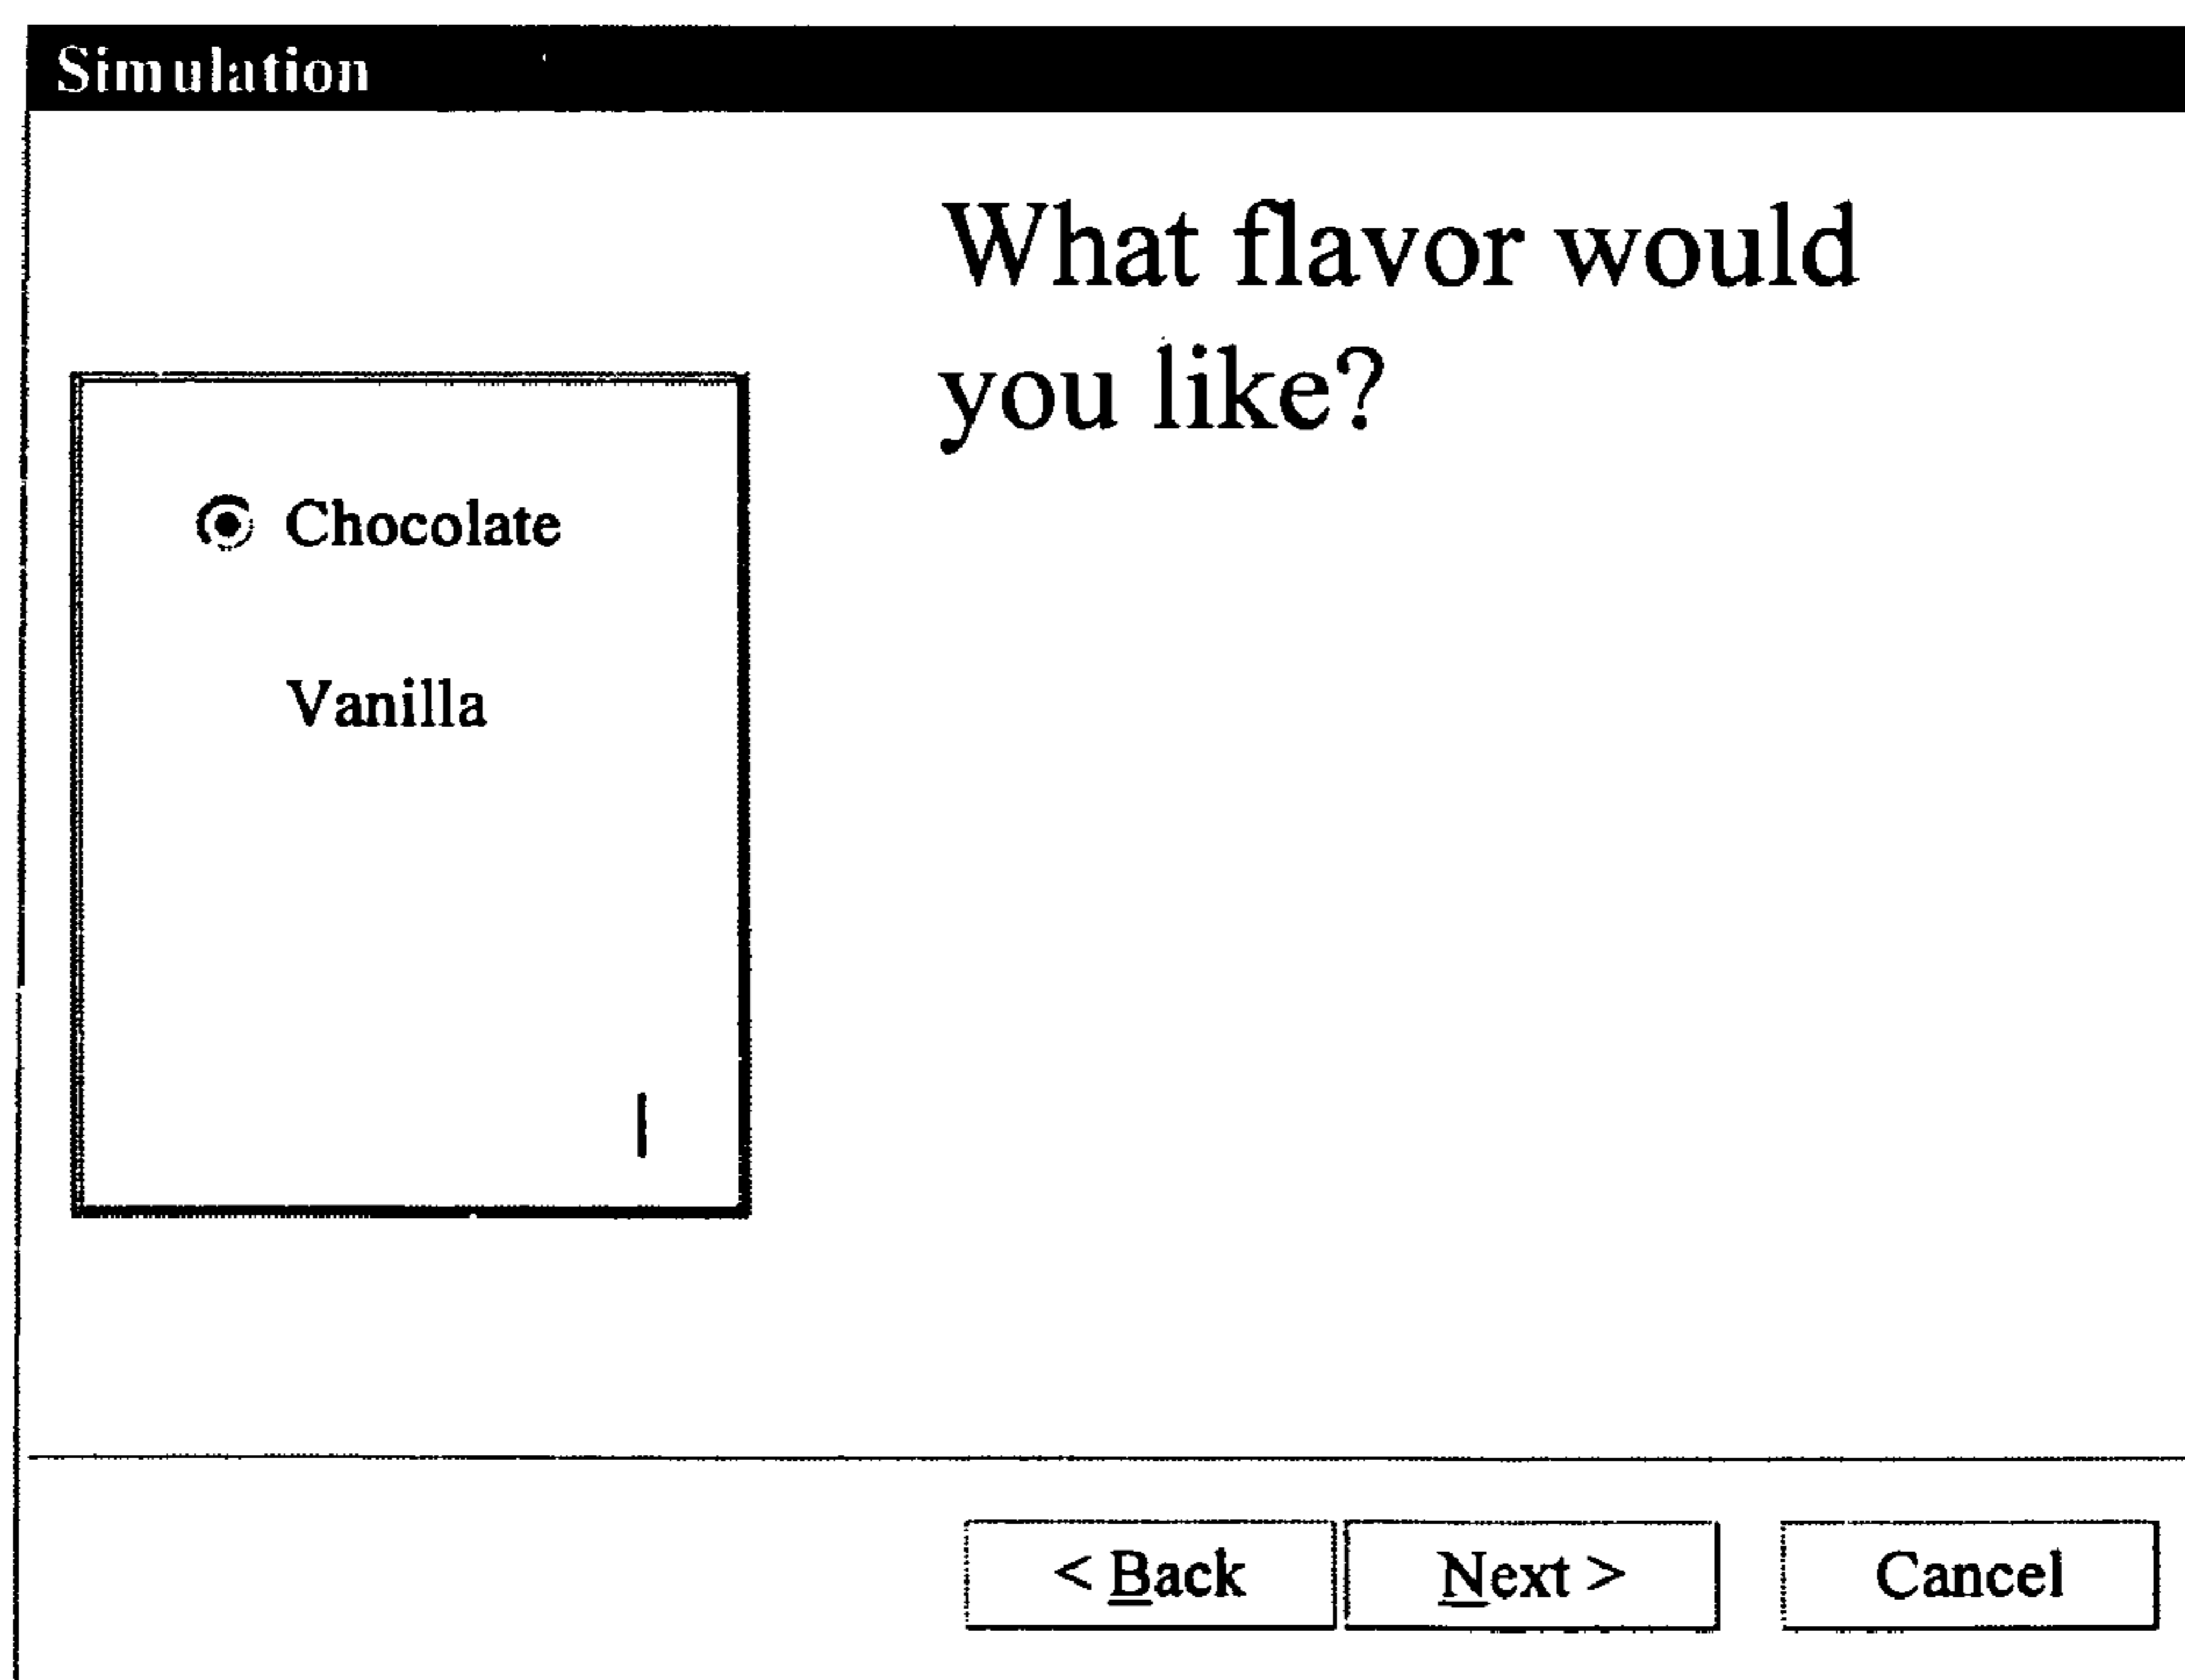 Simulation
What flavor would
you like?
Chocolate
Vanilla
< Back
Next >
Cancel